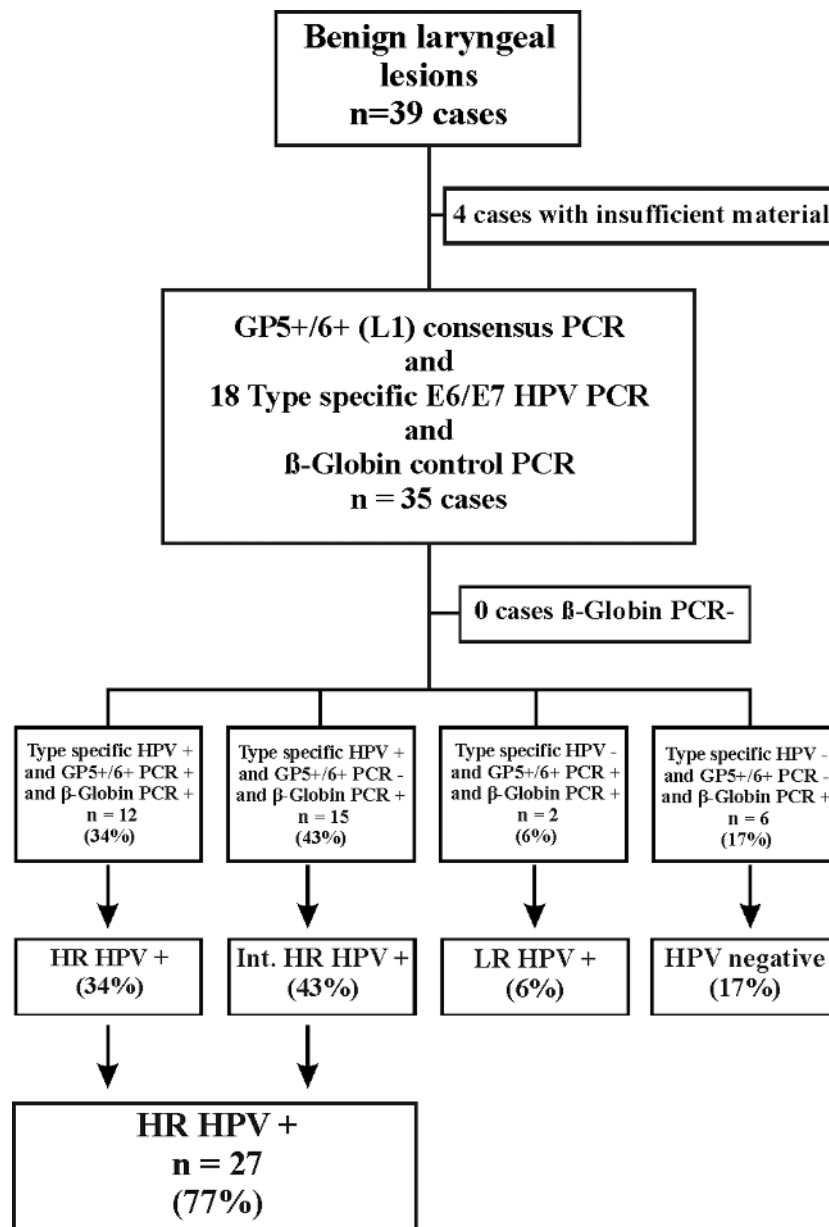 Benign laryngeal
lesions
n=39 cases
4 cases with insufficient material
GP5+/6+ (L1) consensus PCR
and
18 Type specific E6/E7 HPV PCR
and
ß-Globin control PCR
n = 35 cases
0 cases ß-Globin PCR-
Type specific HPV +
and GP5+/6+ PCR +
and β-Globin PCR +
n = 12
(34%)
Type specific HPV +
and GP5+/6+ PCR -
and β-Globin PCR +
n = 15
(43%)
Type specific HPV -
and GP5+/6+ PCR +
and β-Globin PCR +
n = 2
(6%)
Type specific HPV -
and GP5+/6+ PCR -
and β-Globin PCR +
n = 6
(17%)
HR HPV +
(34%)
Int. HR HPV +
(43%)
LR HPV +
(6%)
HPV negative
(17%)
HR HPV +
n = 27
(77%)